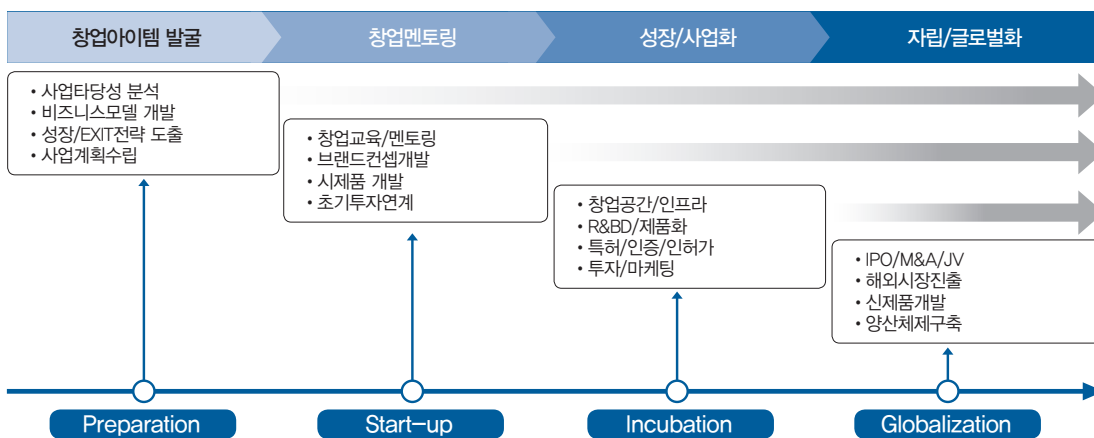 창업아이템 발굴
창업멘토링
성장/사업화
자립/글로벌화
• 사업타당성 분석
• 비즈니스모델 개발
• 성장/EXIT전략 도출
• 사업계획수립
• 창업교육/멘토링
• 브랜드컨셉개발
• 시제품 개발
• 초기투자연계
• 창업공간/인프라
• R&BD/제품화
• 특허/인증/인허가
• 투자/마케팅
• IPO/M&A/JV
• 해외시장진출
• 신제품개발
• 양산체제구축
Preparation
Start-up
Incubation
Globalization